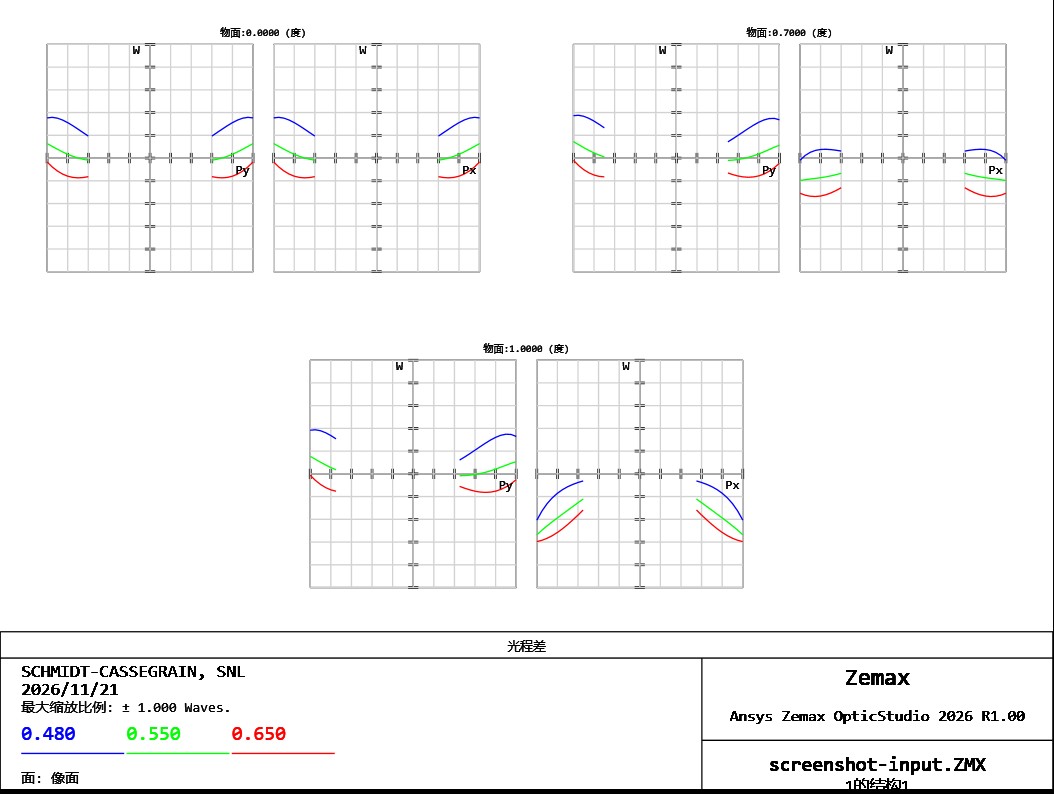 物面:0.0000 (度)
物面:0.7000 (度)
W
W
W
W
Py
Px
Py
Px
物面:1.0000 (度)
W
W
Py
Px
光程差
SCHMIDT-CASSEGRAIN, SNL
2026/11/21
最大缩放比例: ± 1.000 Waves.
0.480 0.550 0.650
面: 像面
Zemax
Ansys Zemax OpticStudio 2026 R1.00
screenshot-input.ZMX
1的结构1